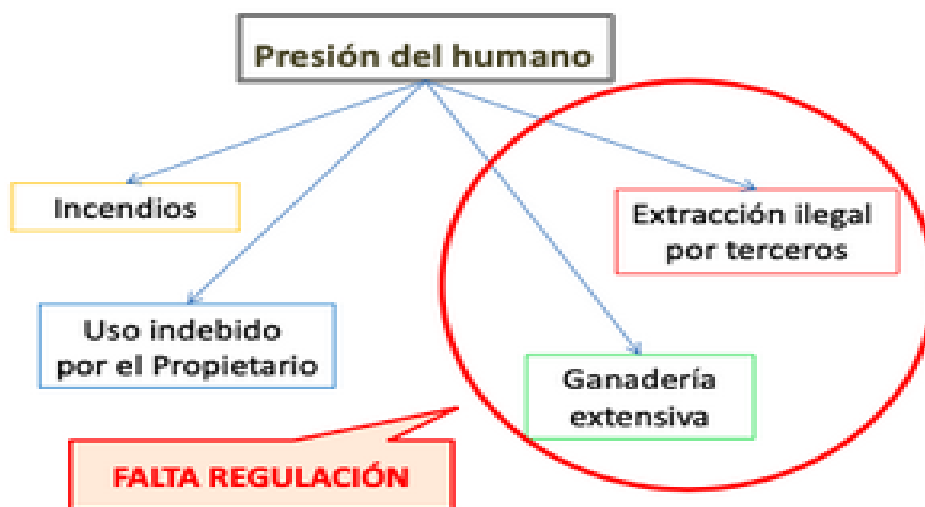 Presión del humano
Incendios
Extracción ilegal
por terceros
Uso indebido
por el Propietario
Ganadería
extensiva
FALTA REGULACIÓN